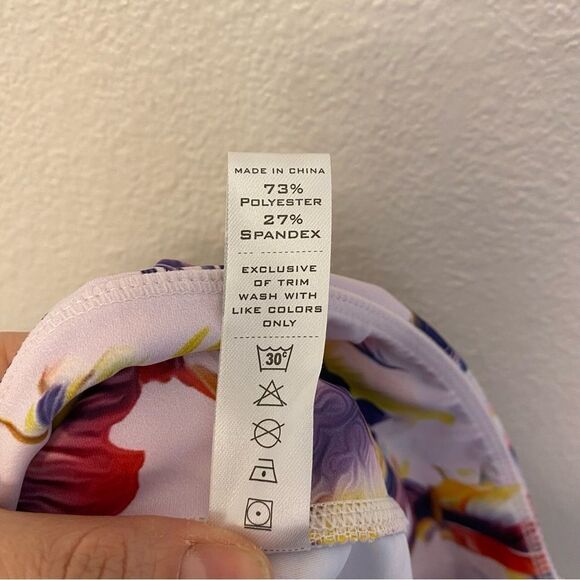 MADE IN CHINA
73%
POLYESTER
27%
SPANDEX
EXCLUSIVE
OF TRIM
WASH WITH
LIKE COLORS
ONLY
30°